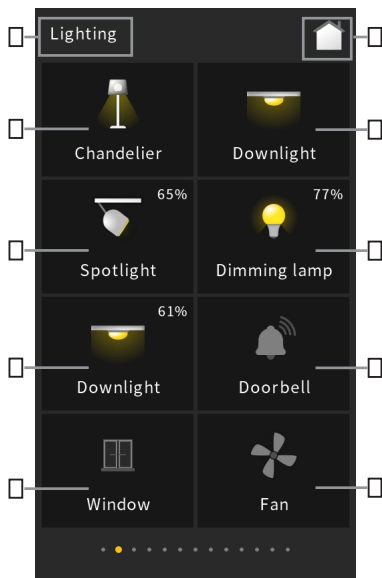 Lighting
Chandelier
Downlight
65%
Spotlight
77%
Dimming lamp
61%
Downlight
Doorbell
Window
Fan